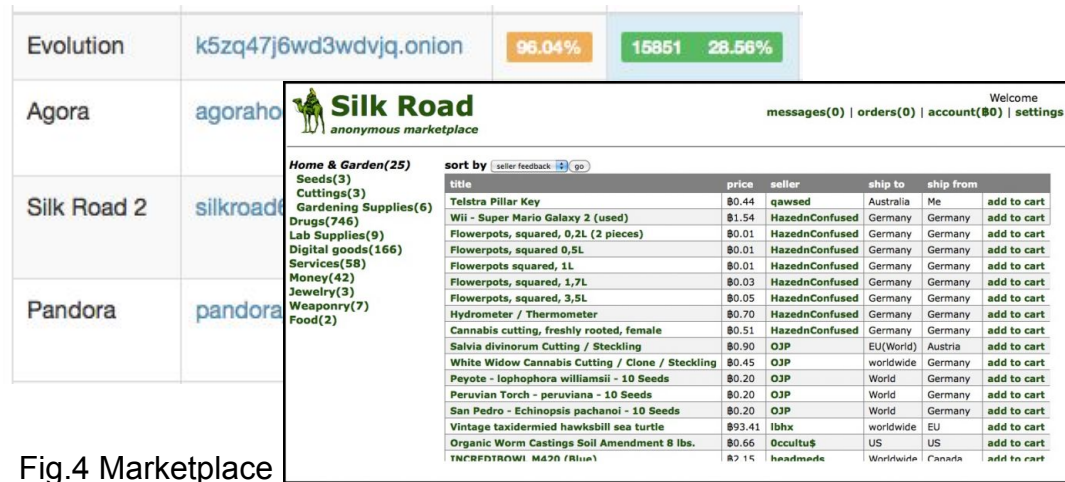 Evolution k5zq47j6wd3wdvjq.onion 96.04% 15851 28.56%
Agora agoraho
Silk Road 2 silkroad6
Pandora pandora
Silk Road
anonymous marketplace
Welcome
messages(0) | orders(0) | account(฿0) | settings
Home & Garden(25)
Seeds(3)
Cuttings(3)
Gardening Supplies(6)
Drugs(746)
Lab Supplies(9)
Digital goods(166)
Services(58)
Money(42)
Jewelry(3)
Weaponry(7)
Food(2)
sort by seller feedback go
title price seller ship to ship from
Telstra Pillar Key ฿0.44 qawsed Australia Me add to cart
Wii - Super Mario Galaxy 2 (used) ฿1.54 HazednConfused Germany Germany add to cart
Flowerpots, squared, 0,2L (2 pieces) ฿0.01 HazednConfused Germany Germany add to cart
Flowerpots, squared 0,5L ฿0.01 HazednConfused Germany Germany add to cart
Flowerpots squared, 1L ฿0.01 HazednConfused Germany Germany add to cart
Flowerpots, squared, 1,7L ฿0.03 HazednConfused Germany Germany add to cart
Flowerpots, squared, 3,5L ฿0.05 HazednConfused Germany Germany add to cart
Hydrometer / Thermometer ฿0.70 HazednConfused Germany Germany add to cart
Cannabis cutting, freshly rooted, female ฿0.51 HazednConfused Germany Germany add to cart
Salvia divinorum Cutting / Steckling ฿0.90 OJP EU(World) Austria add to cart
White Widow Cannabis Cutting / Clone / Steckling ฿0.45 OJP worldwide Germany add to cart
Peyote - lophophora williamsii - 10 Seeds ฿0.20 OJP World Germany add to cart
Peruvian Torch - peruviana - 10 Seeds ฿0.20 OJP World Germany add to cart
San Pedro - Echinopsis pachanoi - 10 Seeds ฿0.20 OJP World Germany add to cart
Vintage taxidermied hawksbill sea turtle ฿93.41 lbhx worldwide EU add to cart
Organic Worm Castings Soil Amendment 8 lbs. ฿0.66 0ccultu$ US US add to cart
INCREDIBOWL M420 (Blue) ฿2.15 headmeds Worldwide Canada add to cart
Fig.4 Marketplace